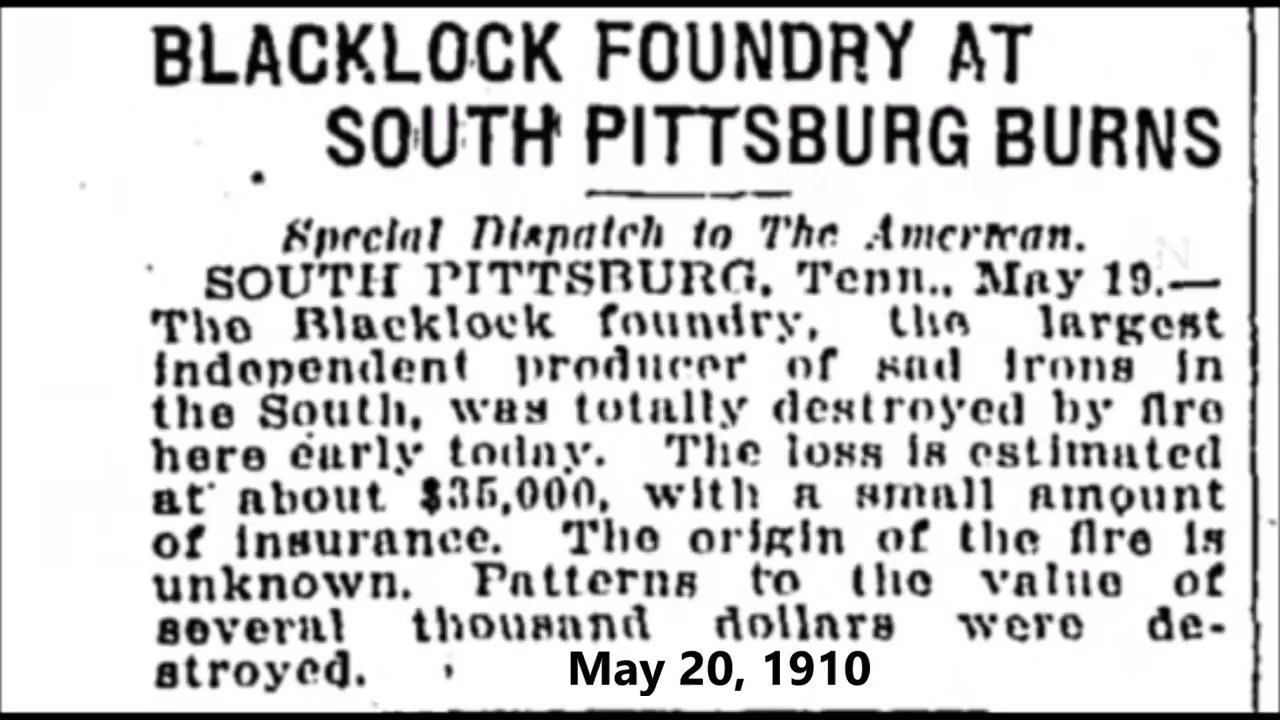 BLACKLOCK FOUNDRY AT
SOUTH PITTSBURG BURNS
Special Dispatch to The American.
SOUTH PITTSBURG, Tenn., May 19.—
The Blacklock foundry, the largest
independent producer of sad irons in
the South, was totally destroyed by fire
here early today. The loss is estimated
at about $35,000, with a small amount
of insurance. The origin of the fire is
unknown. Patterns to the value of
several thousand dollars were de-
stroyed.
May 20, 1910